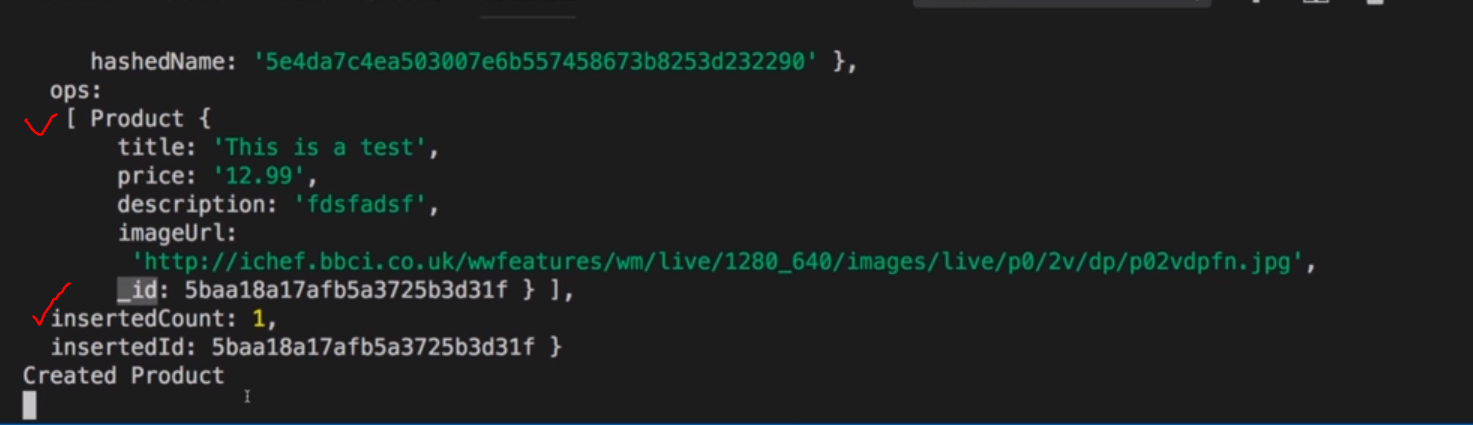 hashedName: '5e4da7c4ea503007e6b557458673b8253d232290' },
ops:
[ Product {
title: 'This is a test',
price: '12.99',
description: 'fdsfadsf',
imageUrl:
'http://ichef.bbci.co.uk/wwfeatures/wm/live/1280_640/images/live/p0/2v/dp/p02vdpfn.jpg',
_id: 5baa18a17afb5a3725b3d31f } ],
insertedCount: 1,
insertedId: 5baa18a17afb5a3725b3d31f }
Created Product